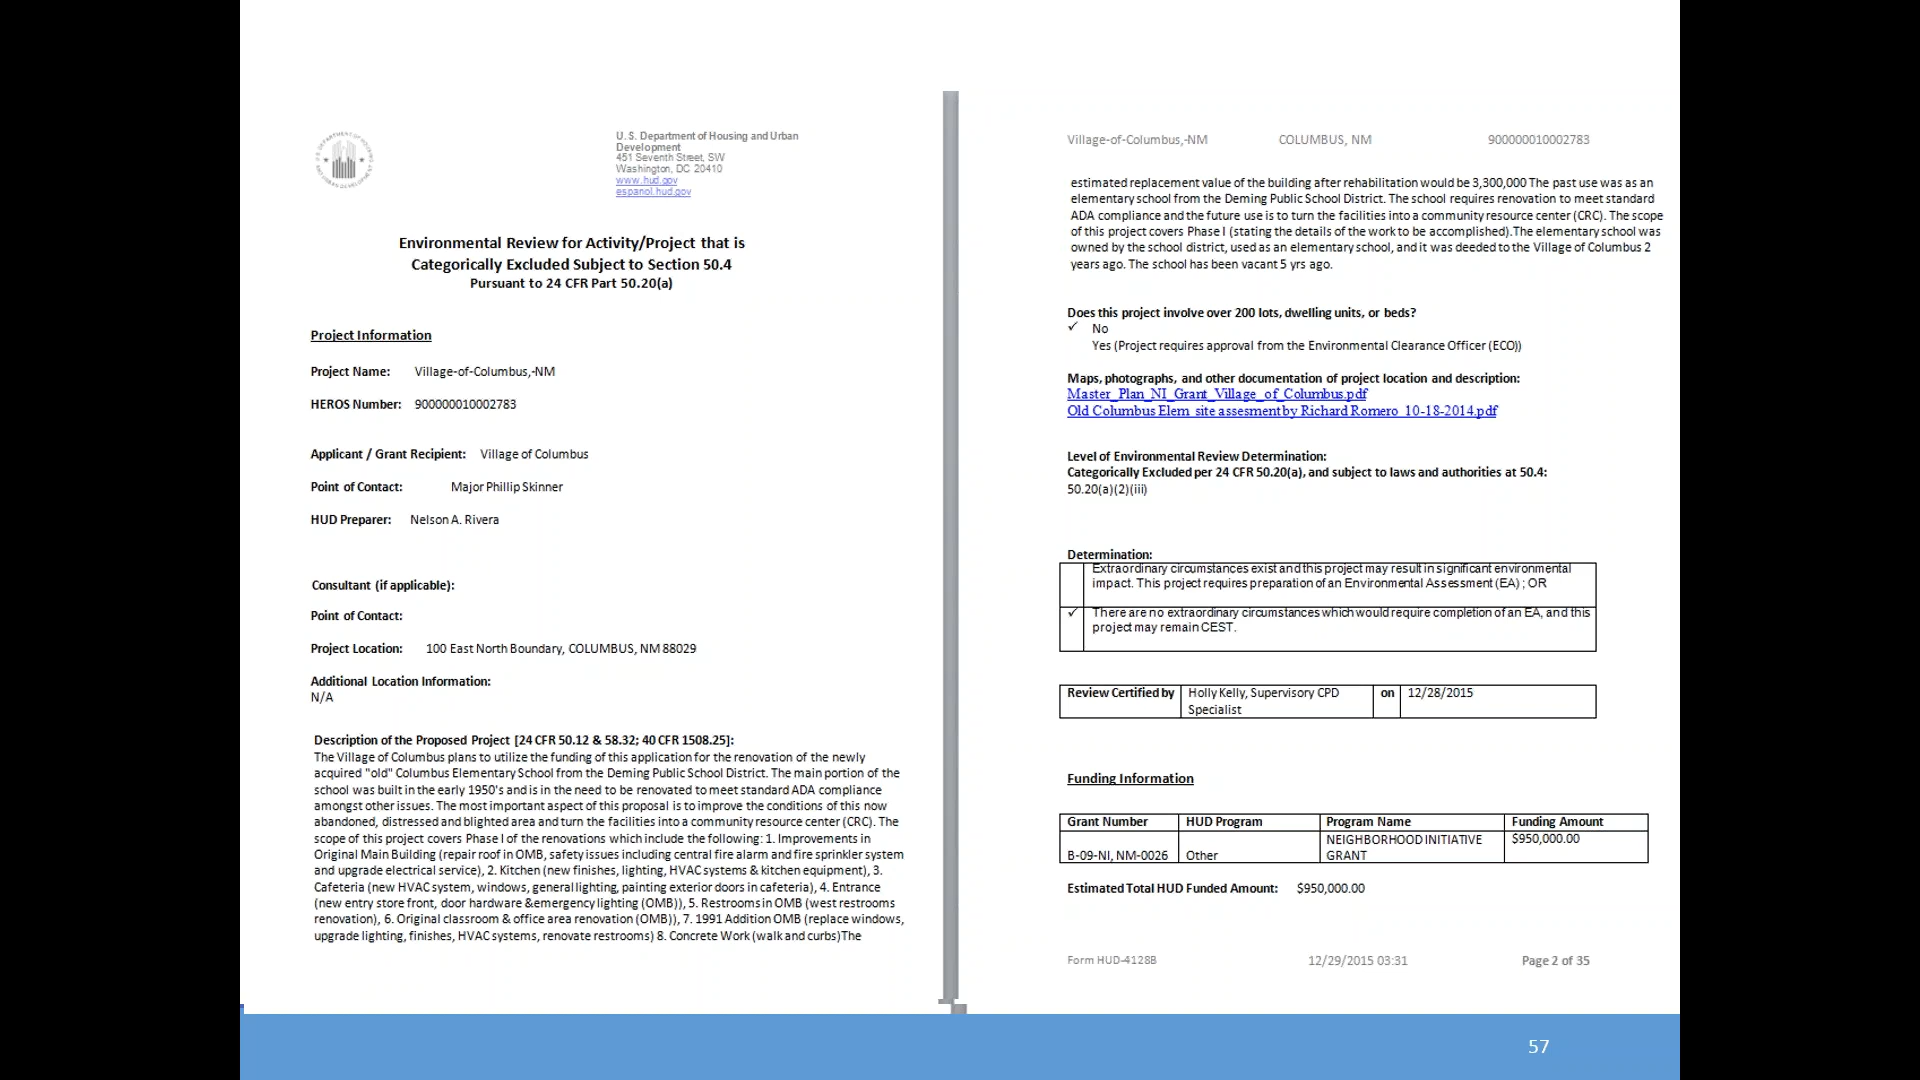 U.S. Department of Housing and Urban
Development
451 Seventh Street, SW
Washington, DC 20410
www.hud.gov
espanol.hud.gov
Environmental Review for Activity/Project that is
Categorically Excluded Subject to Section 50.4
Pursuant to 24 CFR Part 50.20(a)
Project Information
Project Name: Village-of-Columbus,-NM
HEROS Number: 900000010002783
Applicant / Grant Recipient: Village of Columbus
Point of Contact: Major Phillip Skinner
HUD Preparer: Nelson A. Rivera
Consultant (if applicable):
Point of Contact:
Project Location: 100 East North Boundary, COLUMBUS, NM 88029
Additional Location Information:
N/A
Description of the Proposed Project [24 CFR 50.12 & 58.32; 40 CFR 1508.25]:
The Village of Columbus plans to utilize the funding of this application for the renovation of the newly
acquired "old" Columbus Elementary School from the Deming Public School District. The main portion of the
school was built in the early 1950's and is in the need to be renovated to meet standard ADA compliance
amongst other issues. The most important aspect of this proposal is to improve the conditions of this now
abandoned, distressed and blighted area and turn the facilities into a community resource center (CRC). The
scope of this project covers Phase I of the renovations which include the following: 1. Improvements in
Original Main Building (repair roof in OMB, safety issues including central fire alarm and fire sprinkler system
and upgrade electrical service), 2. Kitchen (new finishes, lighting, HVAC systems & kitchen equipment), 3.
Cafeteria (new HVAC system, windows, general lighting, painting exterior doors in cafeteria), 4. Entrance
(new entry store front, door hardware &emergency lighting (OMB)), 5. Restrooms in OMB (west restrooms
renovation), 6. Original classroom & office area renovation (OMB)), 7. 1991 Addition OMB (replace windows,
upgrade lighting, finishes, HVAC systems, renovate restrooms) 8. Concrete Work (walk and curbs)The
Village-of-Columbus,-NM COLUMBUS, NM 900000010002783
estimated replacement value of the building after rehabilitation would be 3,300,000 The past use was as an
elementary school from the Deming Public School District. The school requires renovation to meet standard
ADA compliance and the future use is to turn the facilities into a community resource center (CRC). The scope
of this project covers Phase I (stating the details of the work to be accomplished).The elementary school was
owned by the school district, used as an elementary school, and it was deeded to the Village of Columbus 2
years ago. The school has been vacant 5 yrs ago.
Does this project involve over 200 lots, dwelling units, or beds?
✓ No
Yes (Project requires approval from the Environmental Clearance Officer (ECO))
Maps, photographs, and other documentation of project location and description:
Master_Plan_NI_Grant_Village_of_Columbus.pdf
Old Columbus Elem site assesment by Richard Romero 10-18-2014.pdf
Level of Environmental Review Determination:
Categorically Excluded per 24 CFR 50.20(a), and subject to laws and authorities at 50.4:
50.20(a)(2)(iii)
Determination:
Extraordinary circumstances exist and this project may result in significant environmental
impact. This project requires preparation of an Environmental Assessment (EA) ; OR
✓ There are no extraordinary circumstances which would require completion of an EA, and this
project may remain CEST.
Review Certified by Holly Kelly, Supervisory CPD on 12/28/2015
Specialist
Funding Information
Grant Number HUD Program Program Name Funding Amount
NEIGHBORHOOD INITIATIVE $950,000.00
B-09-NI, NM-0026 Other GRANT
Estimated Total HUD Funded Amount: $950,000.00
Form HUD-4128B 12/29/2015 03:31 Page 2 of 35
57